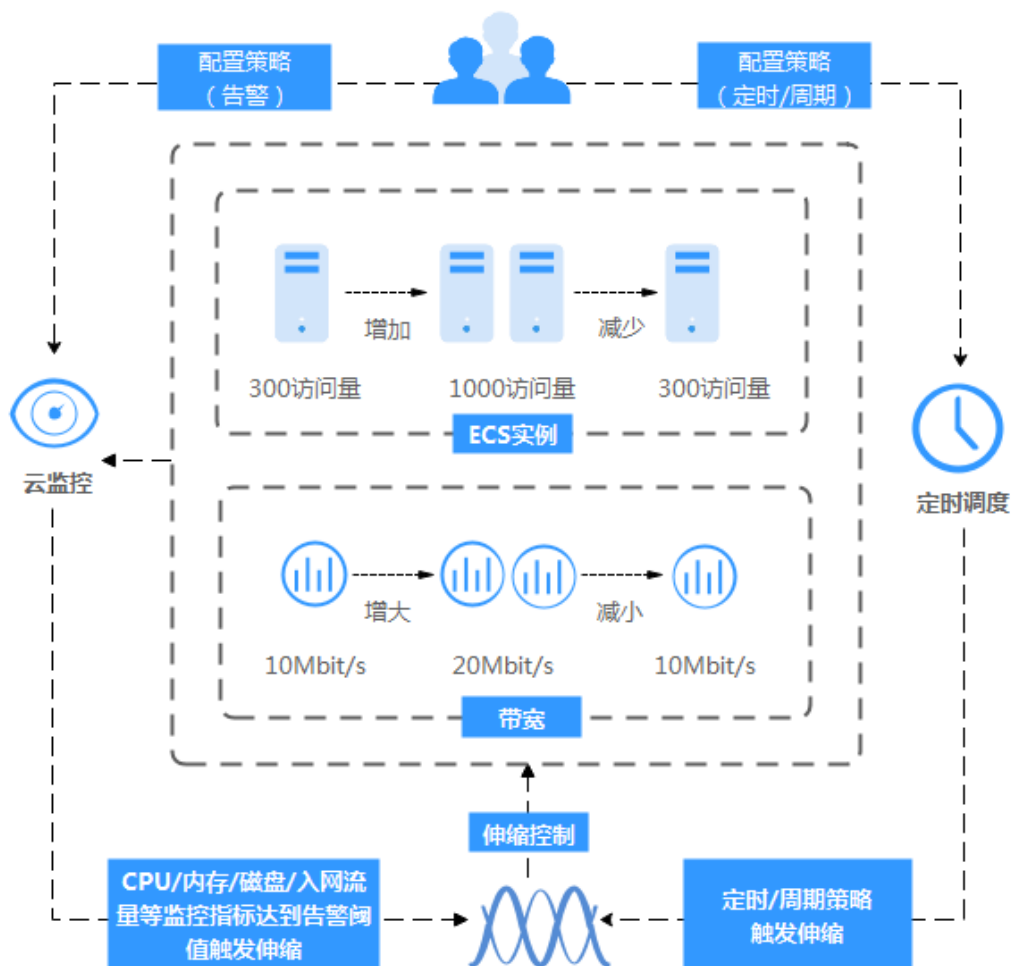 配置策略
（告警）
配置策略
（定时/周期）
增加
减少
300访问量
1000访问量
300访问量
ECS实例
云监控
定时调度
增大
减小
10Mbit/s
20Mbit/s
10Mbit/s
带宽
伸缩控制
CPU/内存/磁盘/入网流
量等监控指标达到告警阈
值触发伸缩
定时/周期策略
触发伸缩